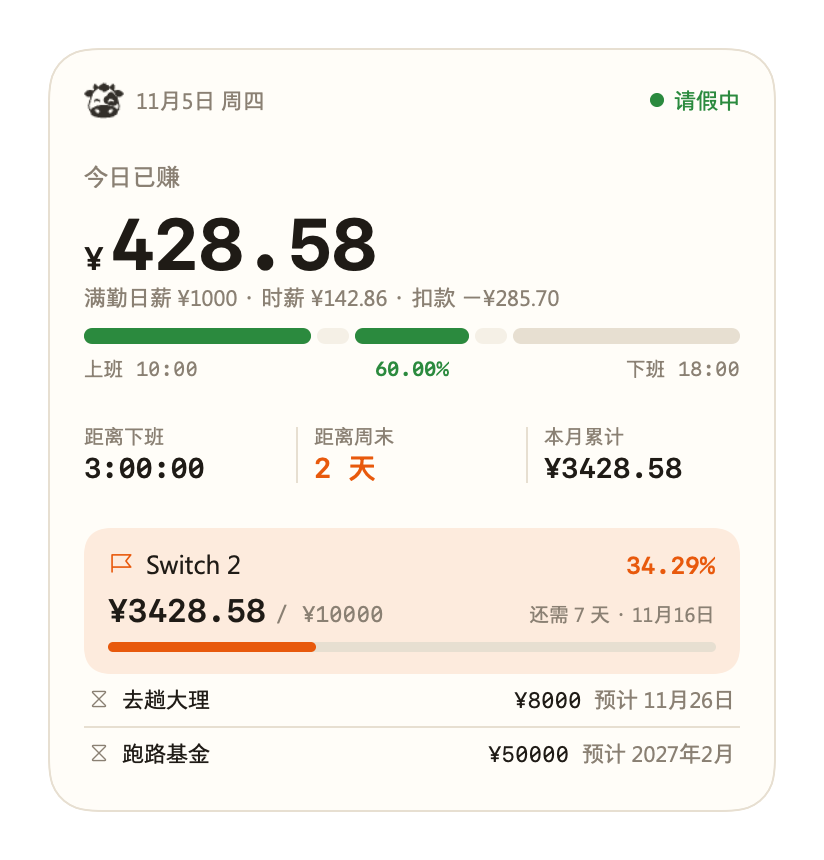 11月5日 周四
请假中
今日已赚
¥428.58
满勤日薪 ¥1000 · 时薪 ¥142.86 · 扣款 −¥285.70
上班 10:00
60.00%
下班 18:00
距离下班
3:00:00
距离周末
2 天
本月累计
¥3428.58
Switch 2
34.29%
¥3428.58 / ¥10000
还需 7 天 · 11月16日
去趟大理
¥8000 预计 11月26日
跑路基金
¥50000 预计 2027年2月